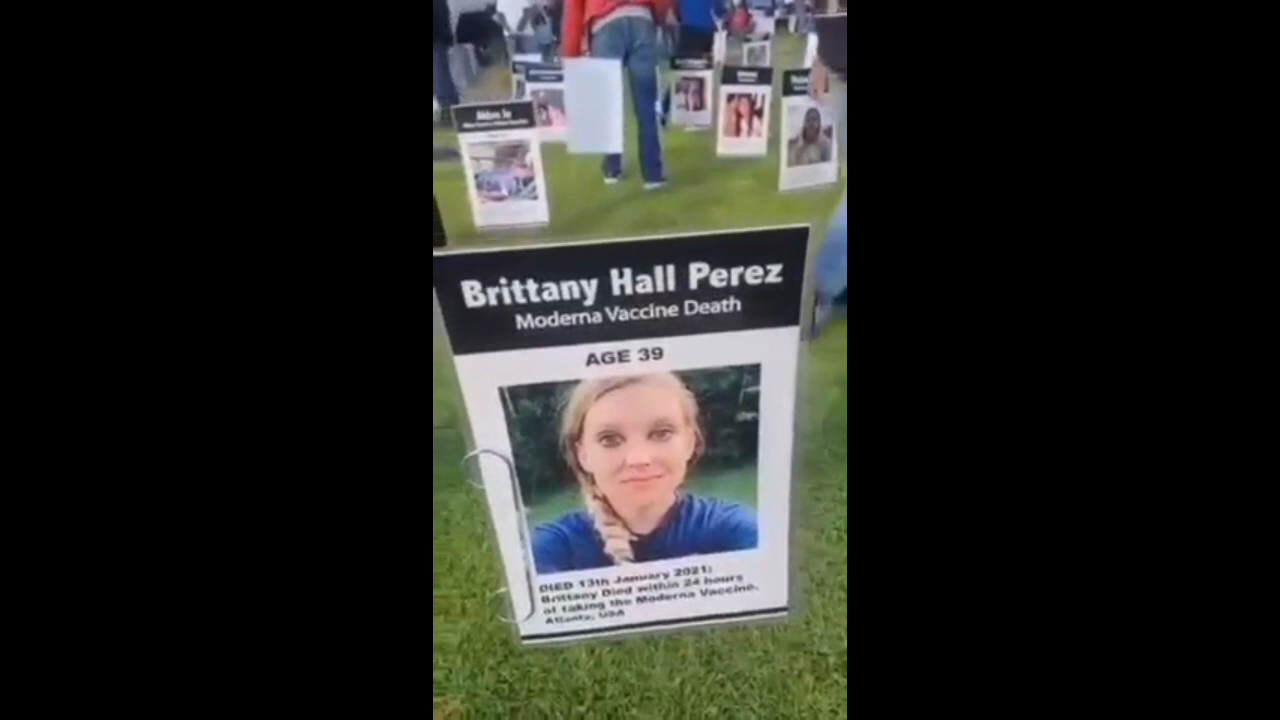 Brittany Hall Perez
Moderna Vaccine Death
AGE 39
DIED 13th January 2021:
Brittany Died within 24 hours
of taking the Moderna Vaccine.
Atlanta, USA